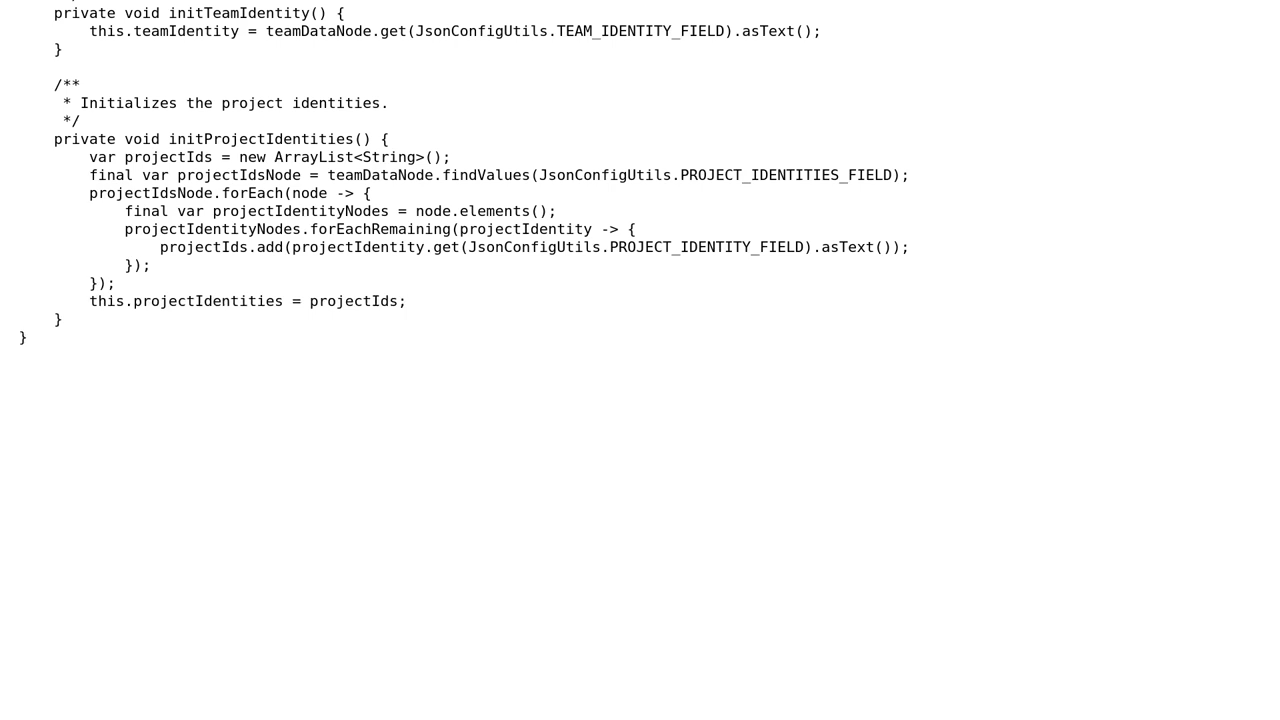 private void initTeamIdentity() {
        this.teamIdentity = teamDataNode.get(JsonConfigUtils.TEAM_IDENTITY_FIELD).asText();
    }

    /**
     * Initializes the project identities.
     */
    private void initProjectIdentities() {
        var projectIds = new ArrayList<String>();
        final var projectIdsNode = teamDataNode.findValues(JsonConfigUtils.PROJECT_IDENTITIES_FIELD);
        projectIdsNode.forEach(node -> {
            final var projectIdentityNodes = node.elements();
            projectIdentityNodes.forEachRemaining(projectIdentity -> {
                projectIds.add(projectIdentity.get(JsonConfigUtils.PROJECT_IDENTITY_FIELD).asText());
            });
        });
        this.projectIdentities = projectIds;
    }
}